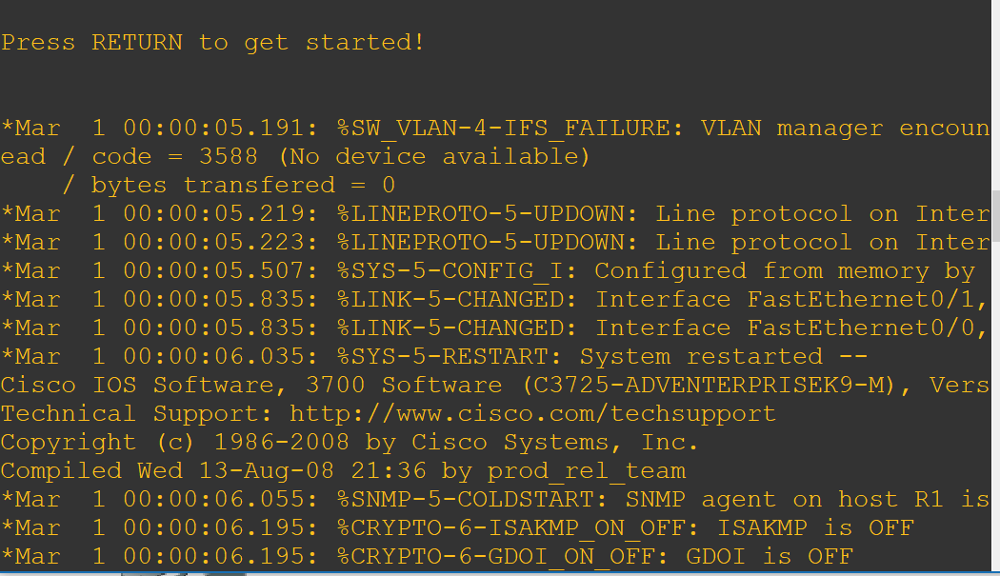 Press RETURN to get started!
*Mar  1 00:00:05.191: %SW_VLAN-4-IFS_FAILURE: VLAN manager encoun
ead / code = 3588 (No device available)
    / bytes transfered = 0
*Mar  1 00:00:05.219: %LINEPROTO-5-UPDOWN: Line protocol on Inter
*Mar  1 00:00:05.223: %LINEPROTO-5-UPDOWN: Line protocol on Inter
*Mar  1 00:00:05.507: %SYS-5-CONFIG_I: Configured from memory by
*Mar  1 00:00:05.835: %LINK-5-CHANGED: Interface FastEthernet0/1,
*Mar  1 00:00:05.835: %LINK-5-CHANGED: Interface FastEthernet0/0,
*Mar  1 00:00:06.035: %SYS-5-RESTART: System restarted --
Cisco IOS Software, 3700 Software (C3725-ADVENTERPRISEK9-M), Vers
Technical Support: http://www.cisco.com/techsupport
Copyright (c) 1986-2008 by Cisco Systems, Inc.
Compiled Wed 13-Aug-08 21:36 by prod_rel_team
*Mar  1 00:00:06.055: %SNMP-5-COLDSTART: SNMP agent on host R1 is
*Mar  1 00:00:06.195: %CRYPTO-6-ISAKMP_ON_OFF: ISAKMP is OFF
*Mar  1 00:00:06.195: %CRYPTO-6-GDOI_ON_OFF: GDOI is OFF